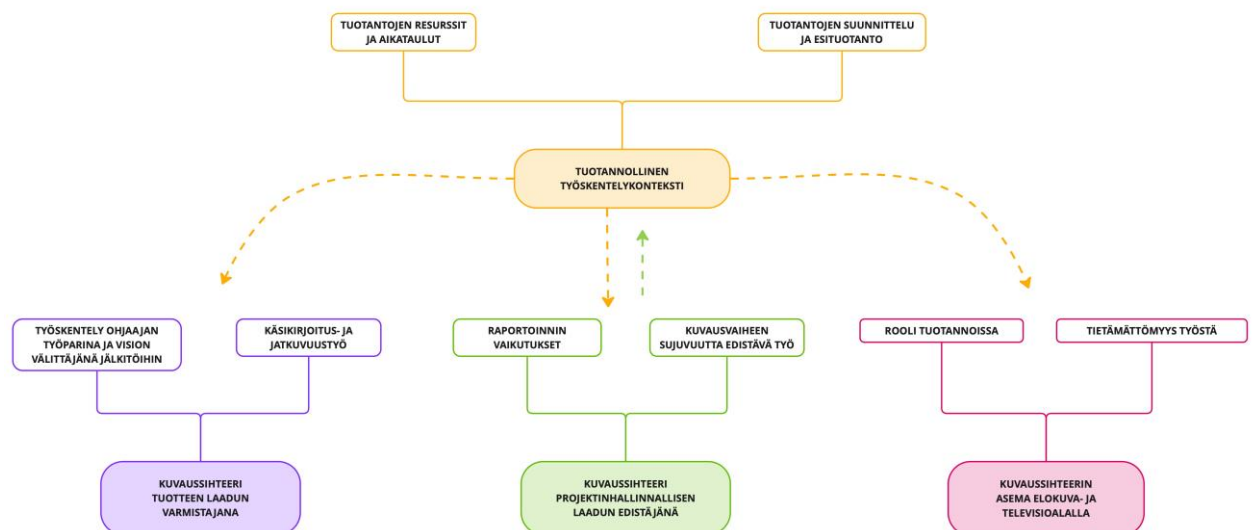 TUOTANTOJEN RESURSSIT
JA AIKATAULUT
TUOTANTOJEN SUUNNITTELU
JA ESITUOTANTO
TUOTANNOLLINEN
TYÖSKENTELYKONTEKSTI
TYÖSKENTELY OHJAAJAN
TYÖPARINA JA VISION
VÄLITTÄJÄNÄ JÄLKITÖIHIN
KÄSIKIRJOITUS- JA
JATKUVUUSTYÖ
RAPORTOINNIN
VAIKUTUKSET
KUVAUSVAIHEEN
SUJUVUUTTA EDISTÄVÄ TYÖ
ROOLI TUOTANNOISSA
TIETÄMÄTTÖMYYS TYÖSTÄ
KUVAUSSIHTEERI
TUOTTEEN LAADUN
VARMISTAJANA
KUVAUSSIHTEERI
PROJEKTINHALLINNALLISEN
LAADUN EDISTÄJÄNÄ
KUVAUSSIHTEERIN
ASEMA ELOKUVA- JA
TELEVISIOALALLA